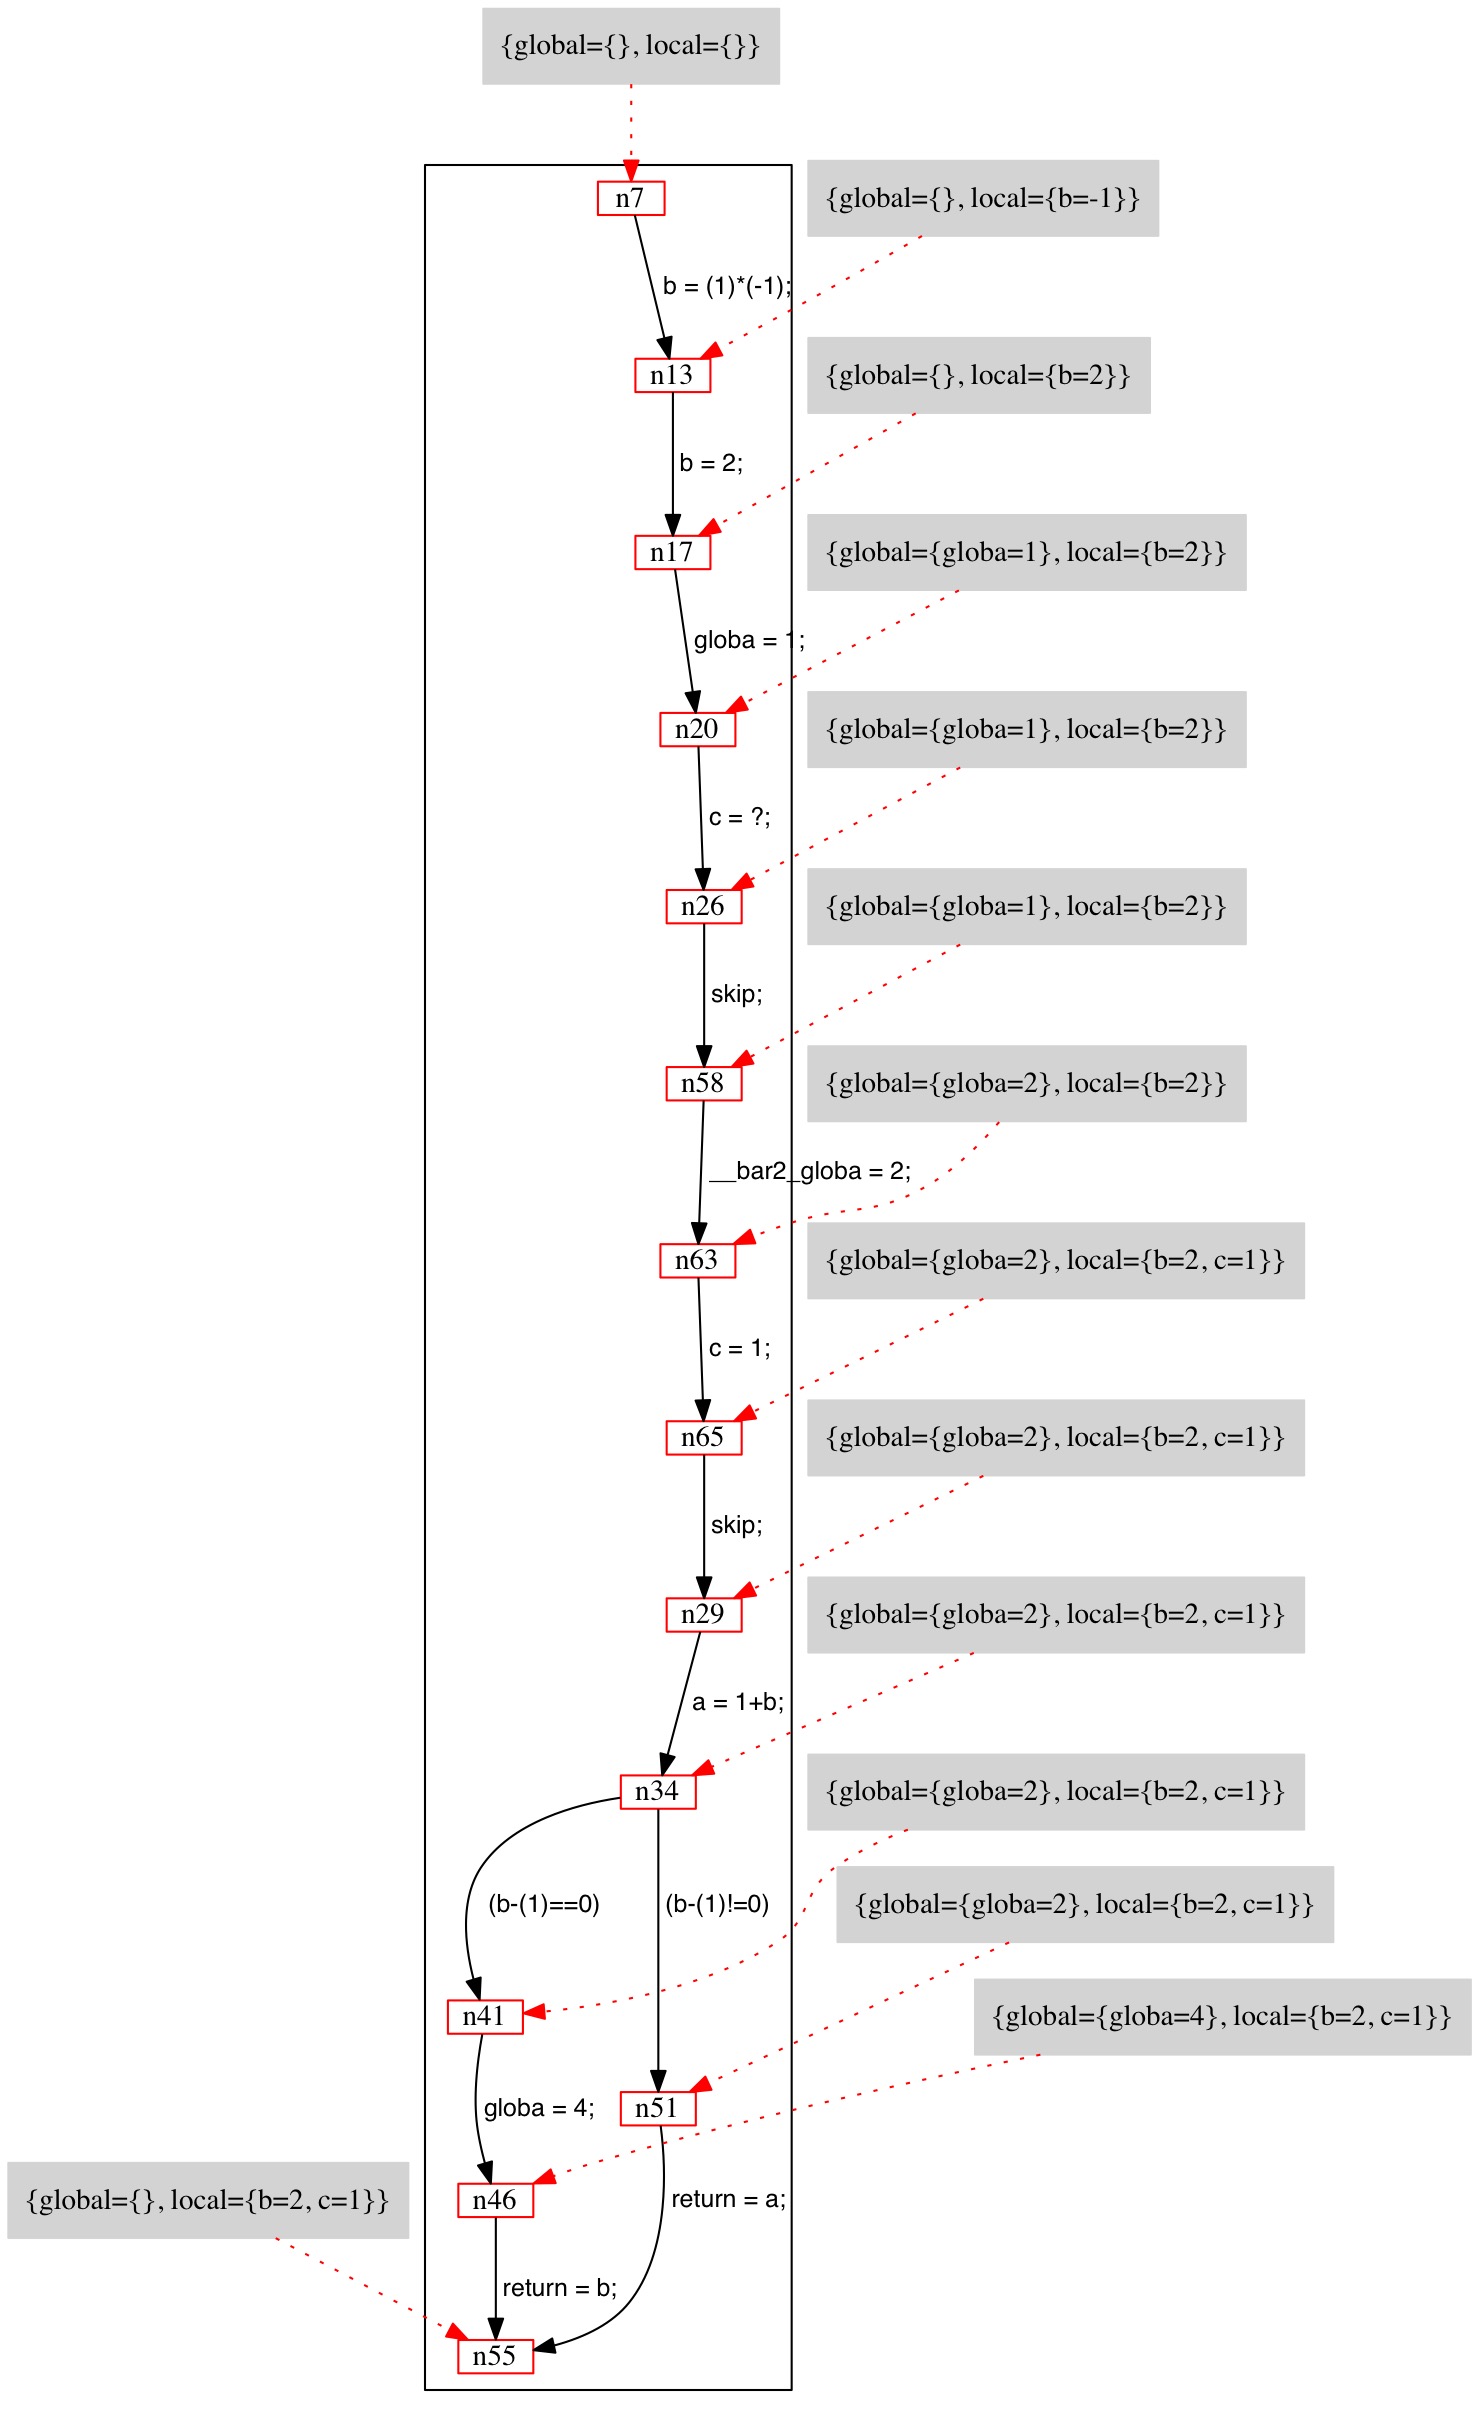 {global={}, local={}}
n7
{global={}, local={b=-1}}
b = (1)*(-1);
n13
{global={}, local={b=2}}
b = 2;
n17
{global={globa=1}, local={b=2}}
globa = 1;
n20
{global={globa=1}, local={b=2}}
c = ?;
n26
{global={globa=1}, local={b=2}}
skip;
n58
{global={globa=2}, local={b=2}}
__bar2_globa = 2;
n63
{global={globa=2}, local={b=2, c=1}}
c = 1;
n65
{global={globa=2}, local={b=2, c=1}}
skip;
n29
{global={globa=2}, local={b=2, c=1}}
a = 1+b;
n34
{global={globa=2}, local={b=2, c=1}}
(b-(1)==0)
(b-(1)!=0)
{global={globa=2}, local={b=2, c=1}}
n41
{global={globa=4}, local={b=2, c=1}}
globa = 4;
n51
{global={}, local={b=2, c=1}}
n46
return = a;
return = b;
n55